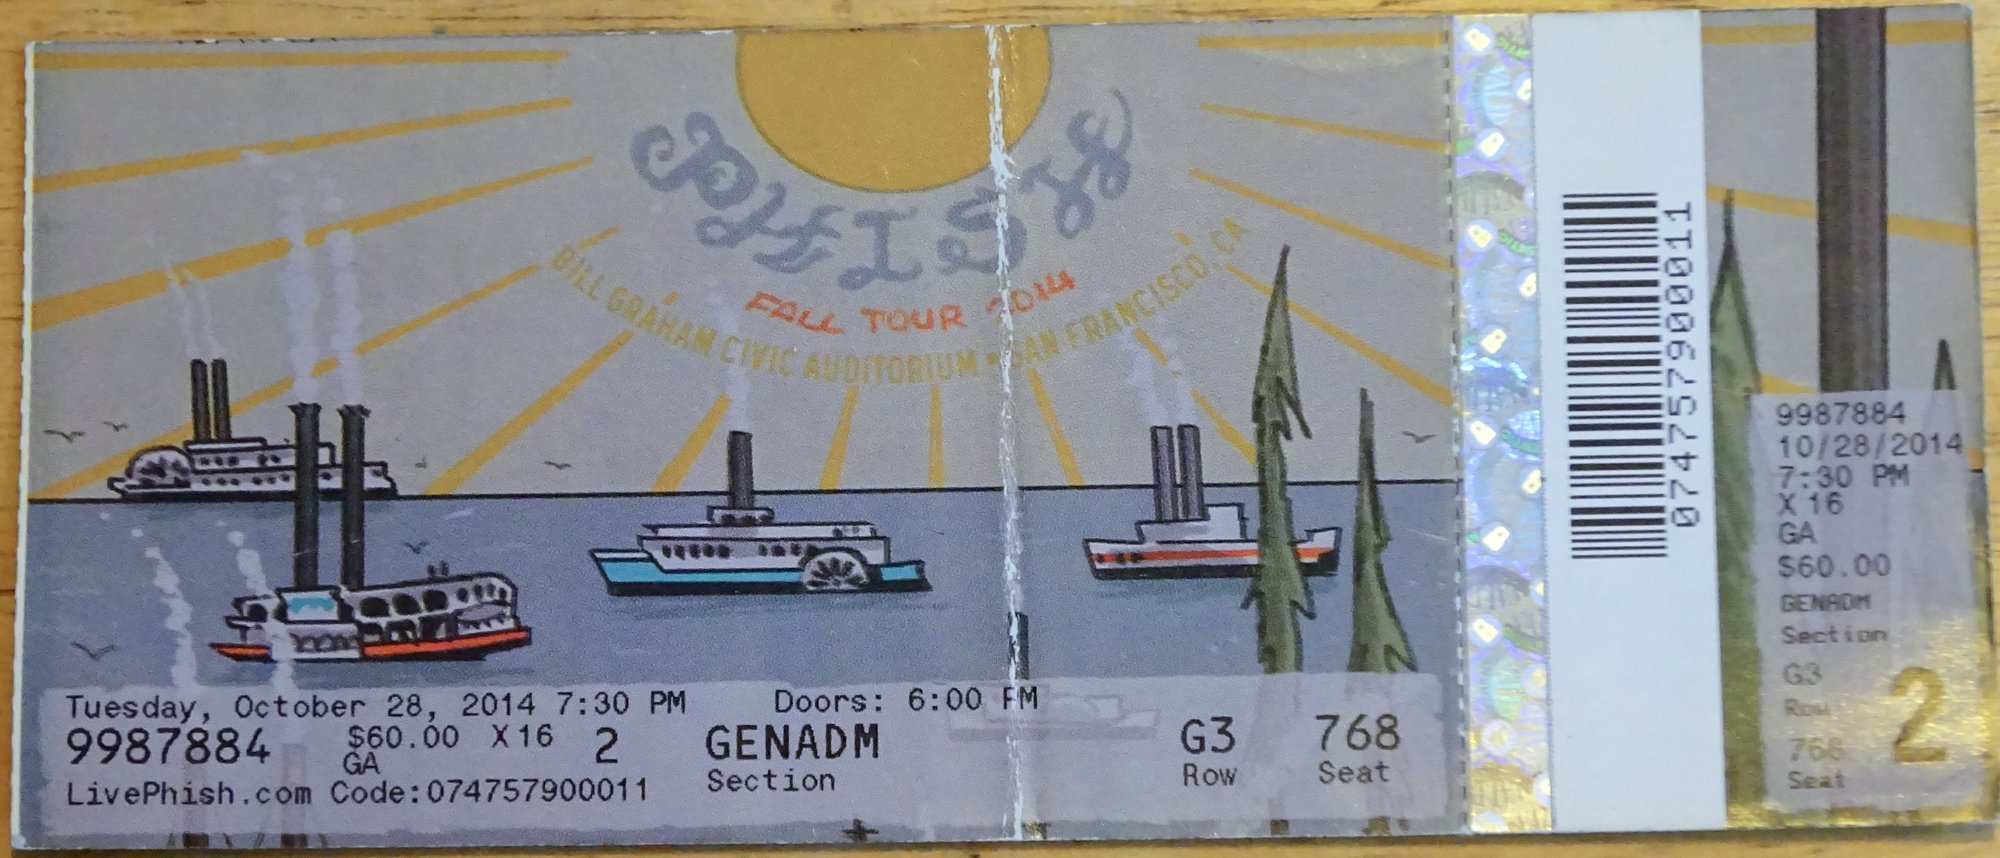 PHISH
FALL TOUR 2014
BILL GRAHAM CIVIC AUDITORIUM • SAN FRANCISCO, CA
Tuesday, October 28, 2014 7:30 PM Doors: 6:00 PM
9987884 $60.00 X16 2 GENADM G3 768
GA
Section Row Seat
LivePhish.com Code:074757900011
074757900011
9987884
10/28/2014
7:30 PM
X 16
GA
$60.00
GENADM
Section
G3
Row
768
Seat
2